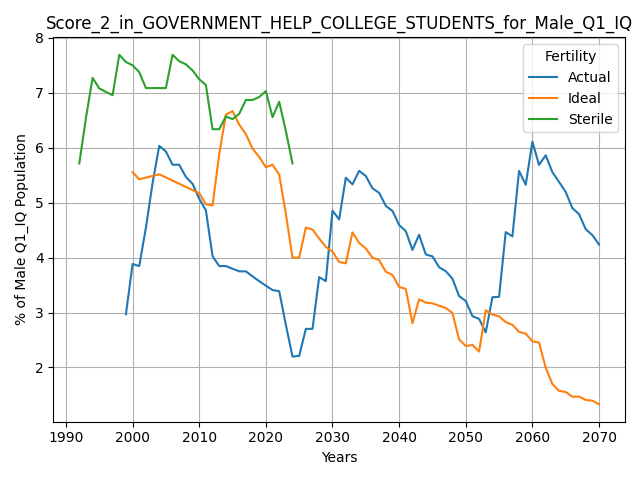 Score_2_in_GOVERNMENT_HELP_COLLEGE_STUDENTS_for_Male_Q1_IQ
8
7
6
5
4
3
2
% of Male Q1_IQ Population
Fertility
Actual
Ideal
Sterile
1990 2000 2010 2020 2030 2040 2050 2060 2070
Years